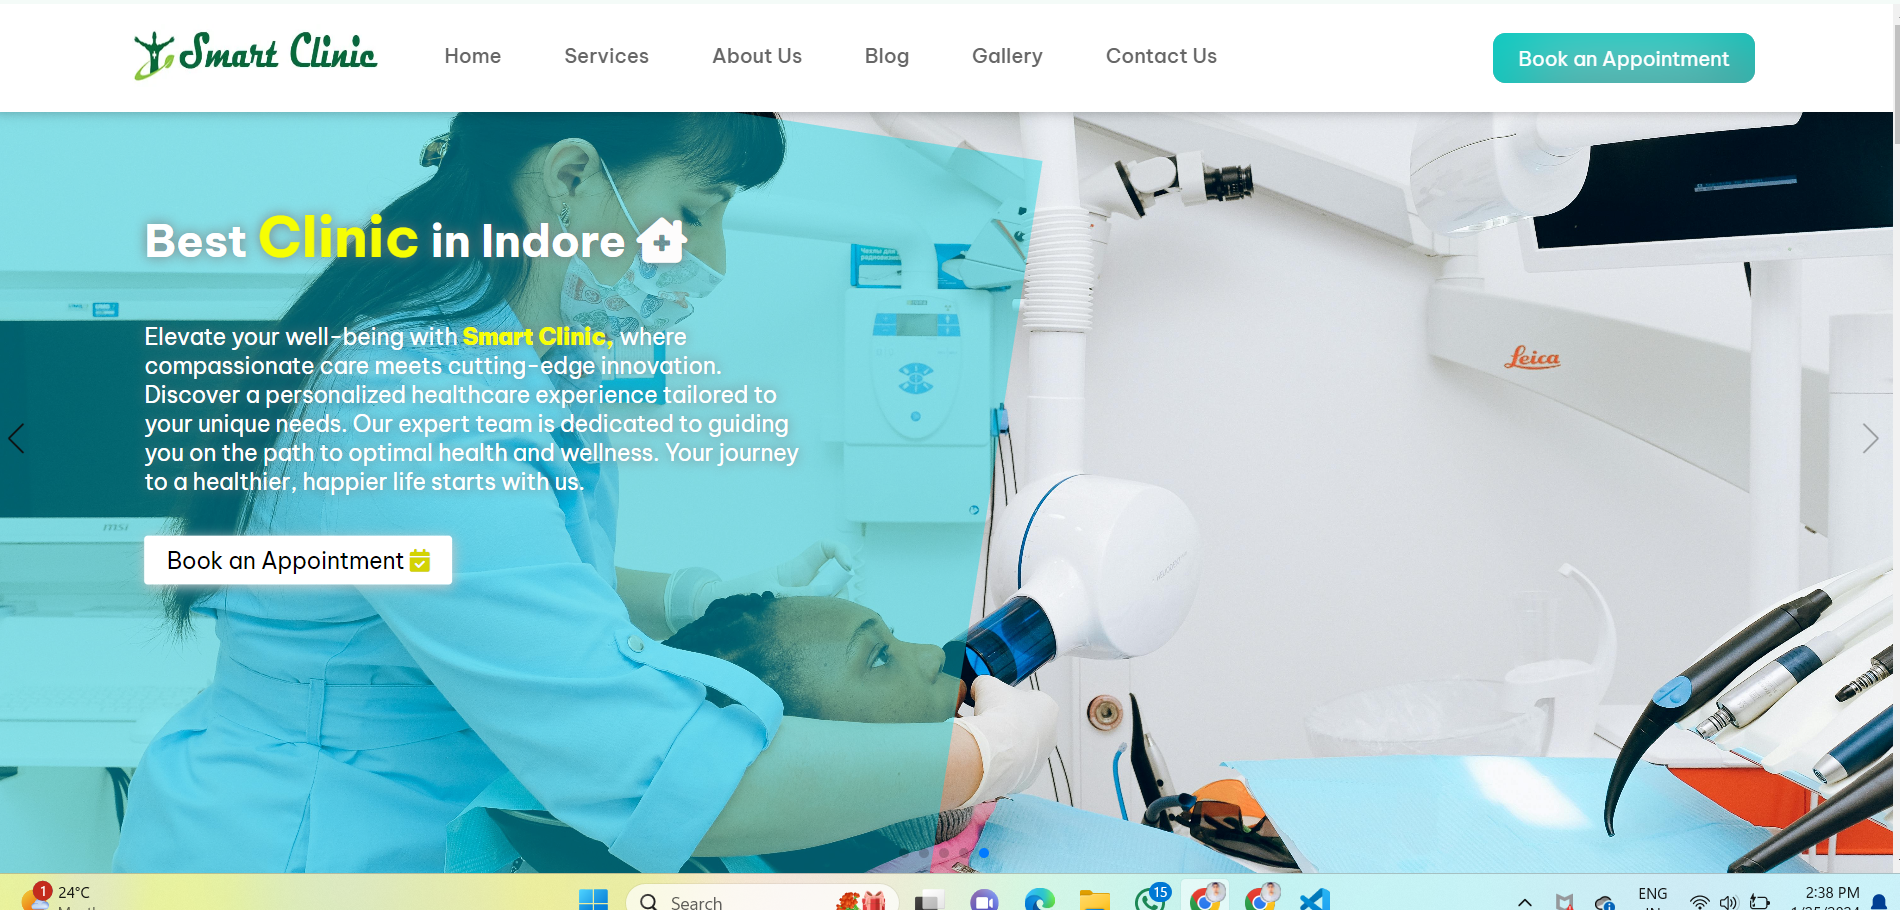 Smart Clinic
Home
Services
About Us
Blog
Gallery
Contact Us
Book an Appointment
Best Clinic in Indore
Elevate your well-being with Smart Clinic, where
compassionate care meets cutting-edge innovation.
Discover a personalized healthcare experience tailored to
your unique needs. Our expert team is dedicated to guiding
you on the path to optimal health and wellness. Your journey
to a healthier, happier life starts with us.
Book an Appointment
Leica
msi
1
24°C
Search
15
ENG
2:38 PM